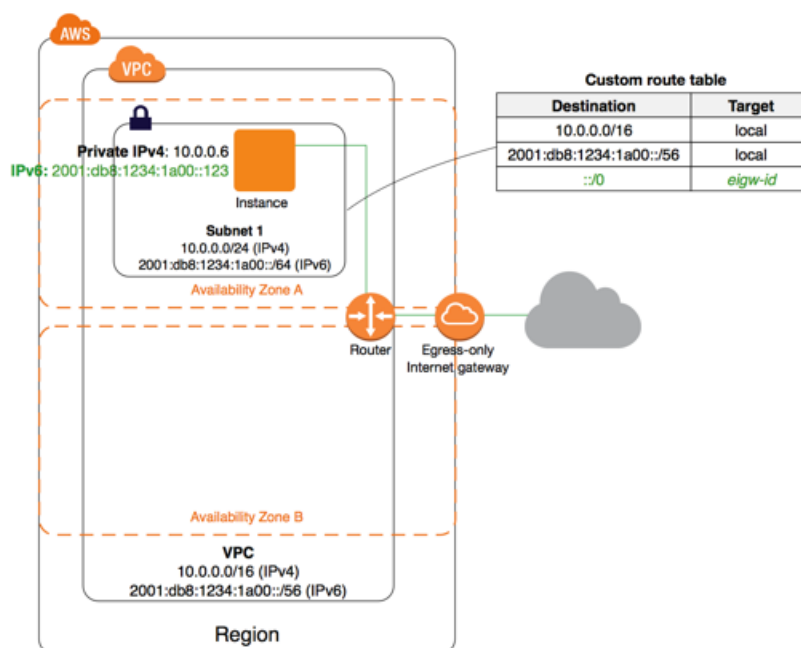 AWS
VPC
Custom route table
Destination Target
10.0.0.0/16 local
2001:db8:1234:1a00::/56 local
::/0 eigw-id
Private IPv4: 10.0.0.6
IPv6: 2001:db8:1234:1a00::123
Instance
Subnet 1
10.0.0.0/24 (IPv4)
2001:db8:1234:1a00::/64 (IPv6)
Availability Zone A
Router
Egress-only
Internet gateway
Availability Zone B
VPC
10.0.0.0/16 (IPv4)
2001:db8:1234:1a00::/56 (IPv6)
Region